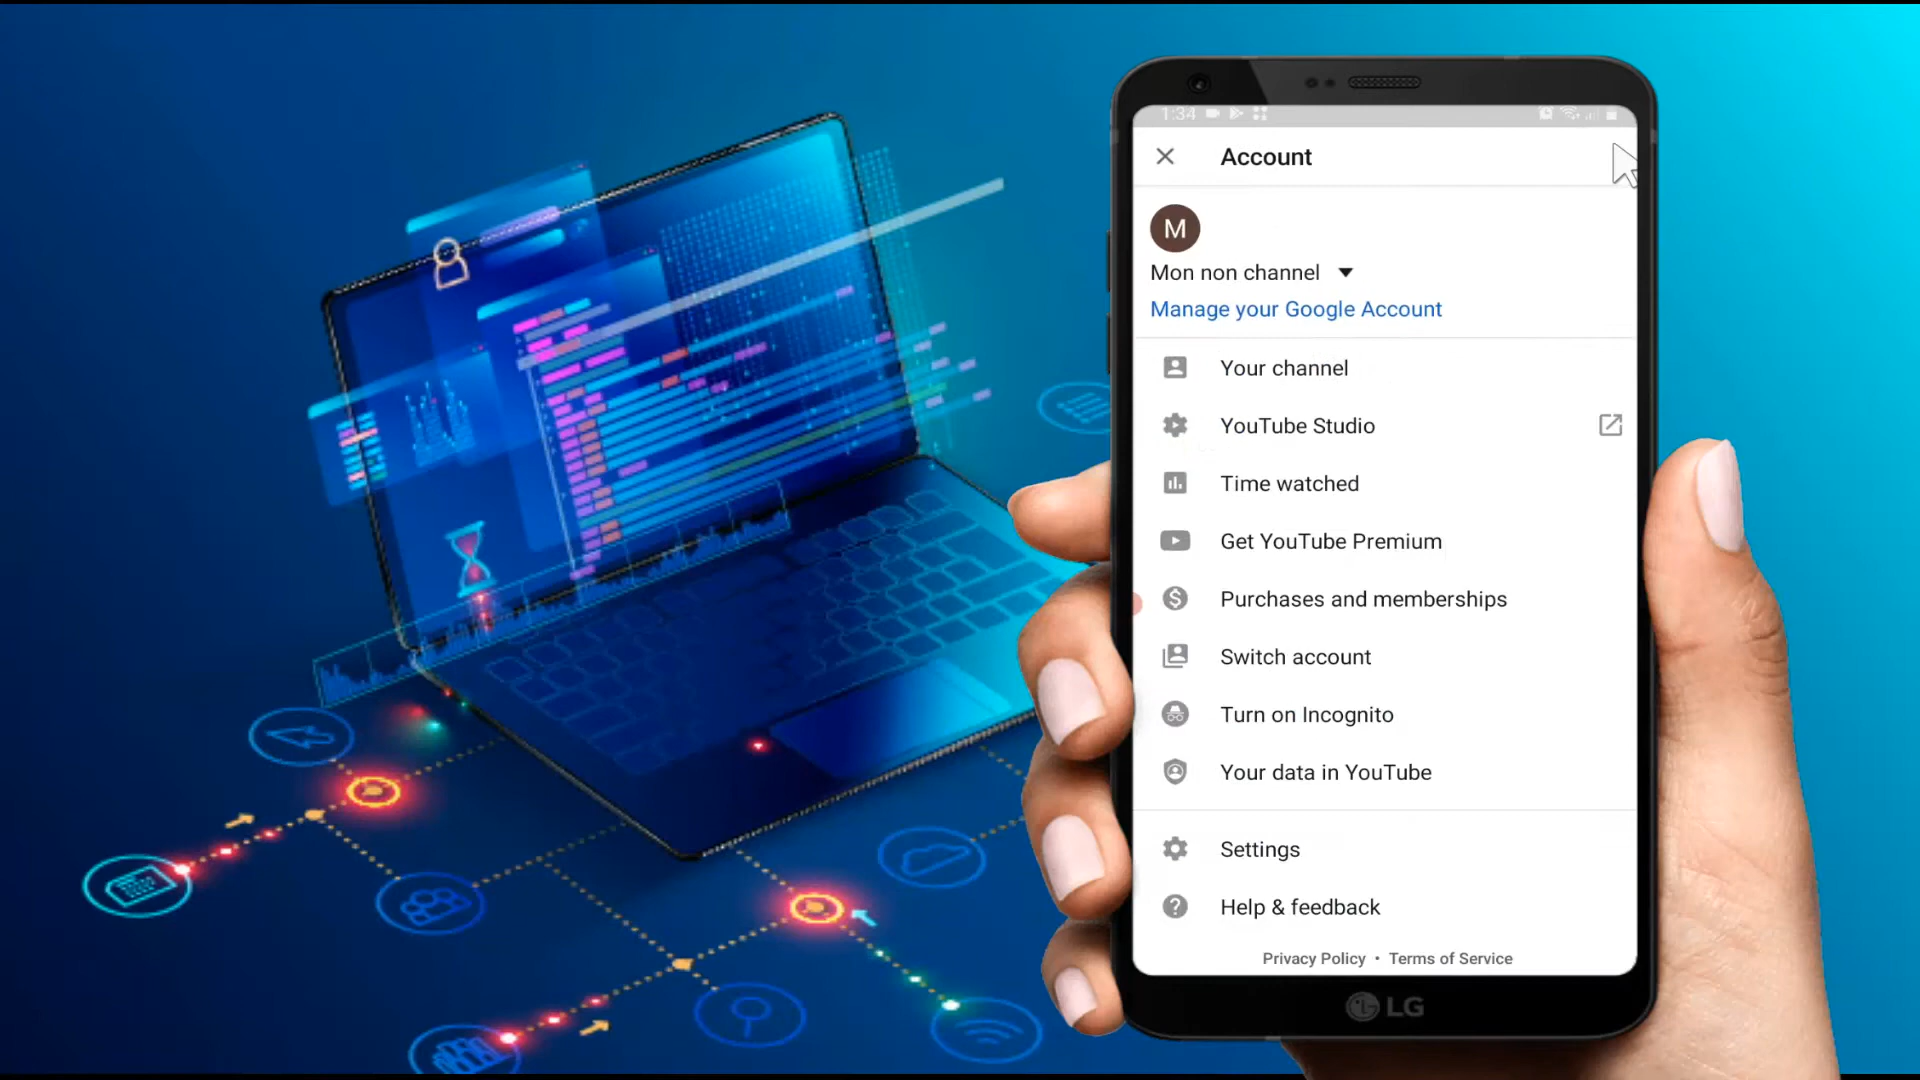 1:34
Account
M
Mon non channel
Manage your Google Account
Your channel
YouTube Studio
Time watched
Get YouTube Premium
Purchases and memberships
Switch account
Turn on Incognito
Your data in YouTube
Settings
Help & feedback
Privacy Policy • Terms of Service
LG